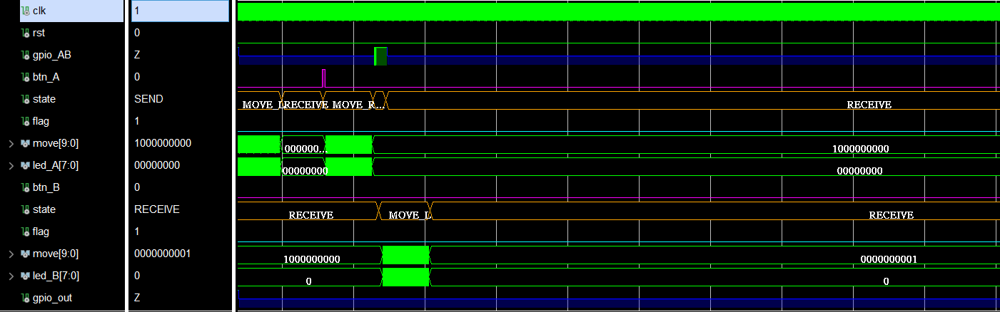 clk 1
rst 0
gpio_AB Z
btn_A 0
state SEND MOVE_L RECEIVE MOVE_R... RECEIVE
flag 1
move[9:0] 1000000000 000000... 1000000000
led_A[7:0] 00000000 00000000 00000000
btn_B 0
state RECEIVE RECEIVE MOVE_L RECEIVE
flag 1
move[9:0] 0000000001 1000000000 0000000001
led_B[7:0] 0 0 0
gpio_out Z